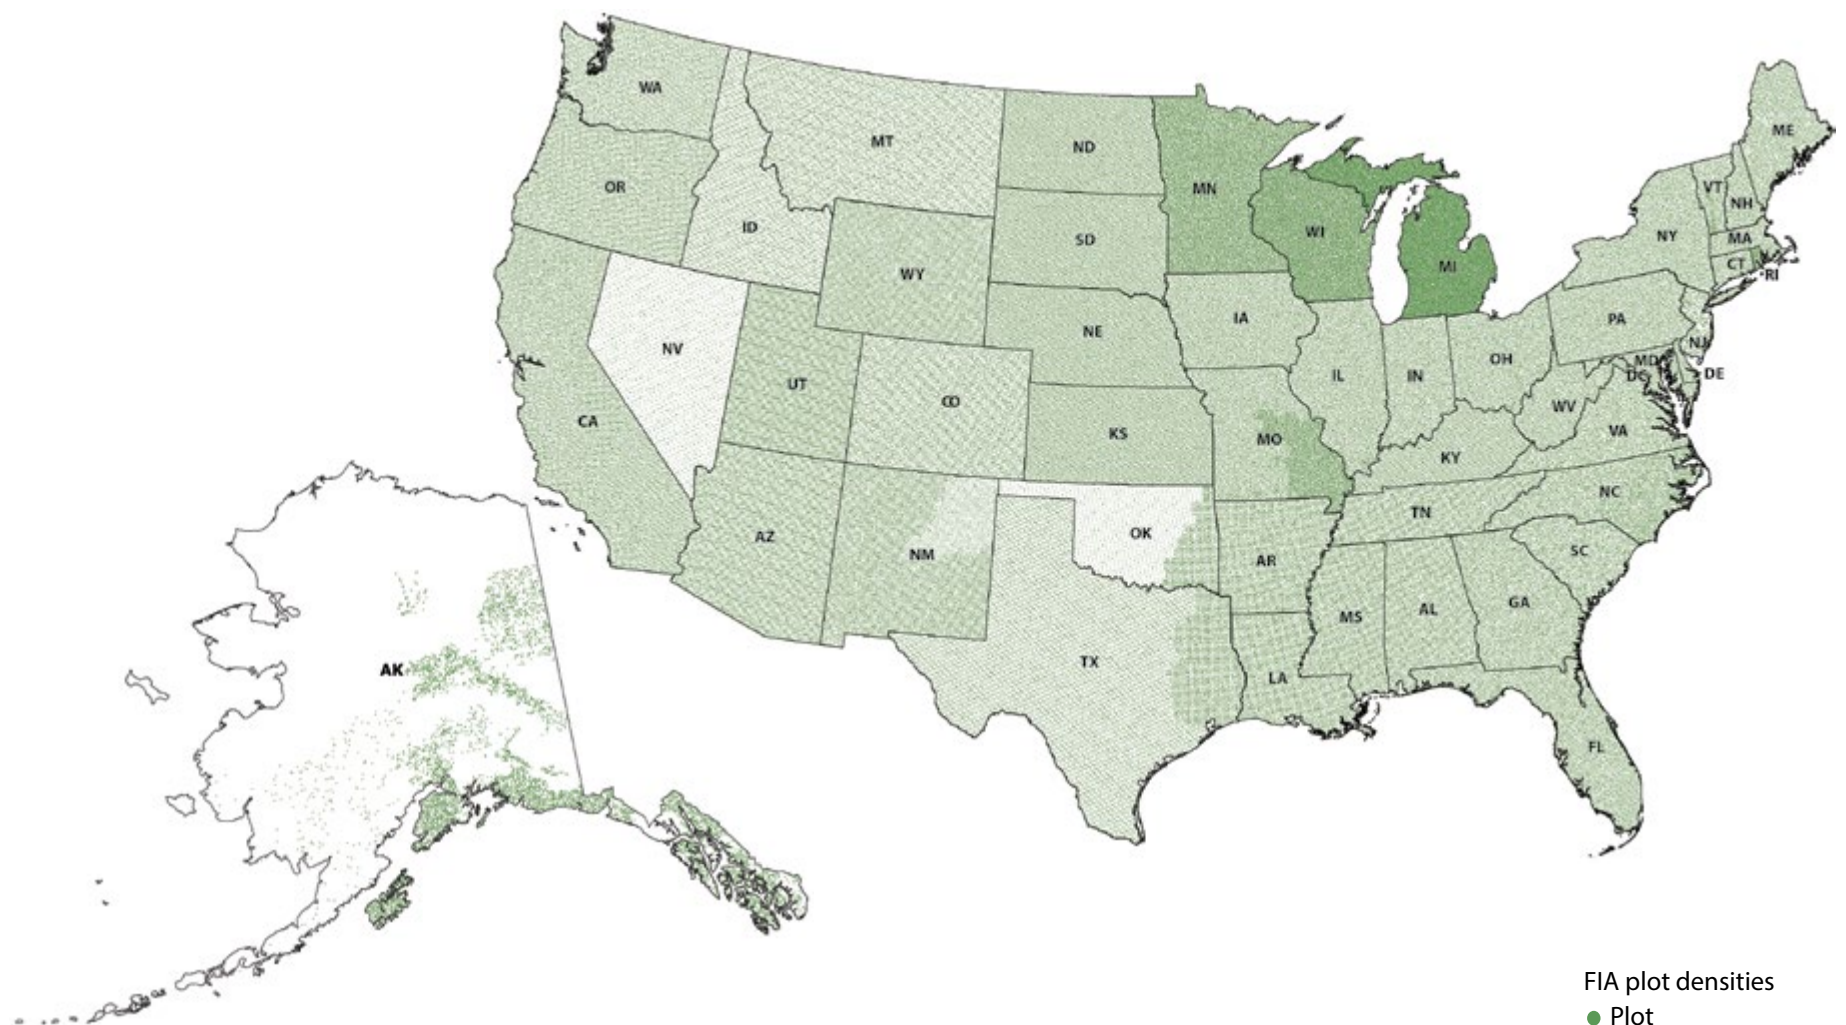 WA
MT
ND
MN
ME
OR
ID
SD
WI
MI
VT
NH
NY
MA
CT
RI
WY
NE
IA
PA
NJ
NV
UT
CO
IL
IN
OH
MD
DC
DE
CA
KS
MO
WV
VA
KY
NC
AZ
NM
OK
AR
TN
SC
MS
AL
GA
TX
LA
FL
AK
FIA plot densities
Plot